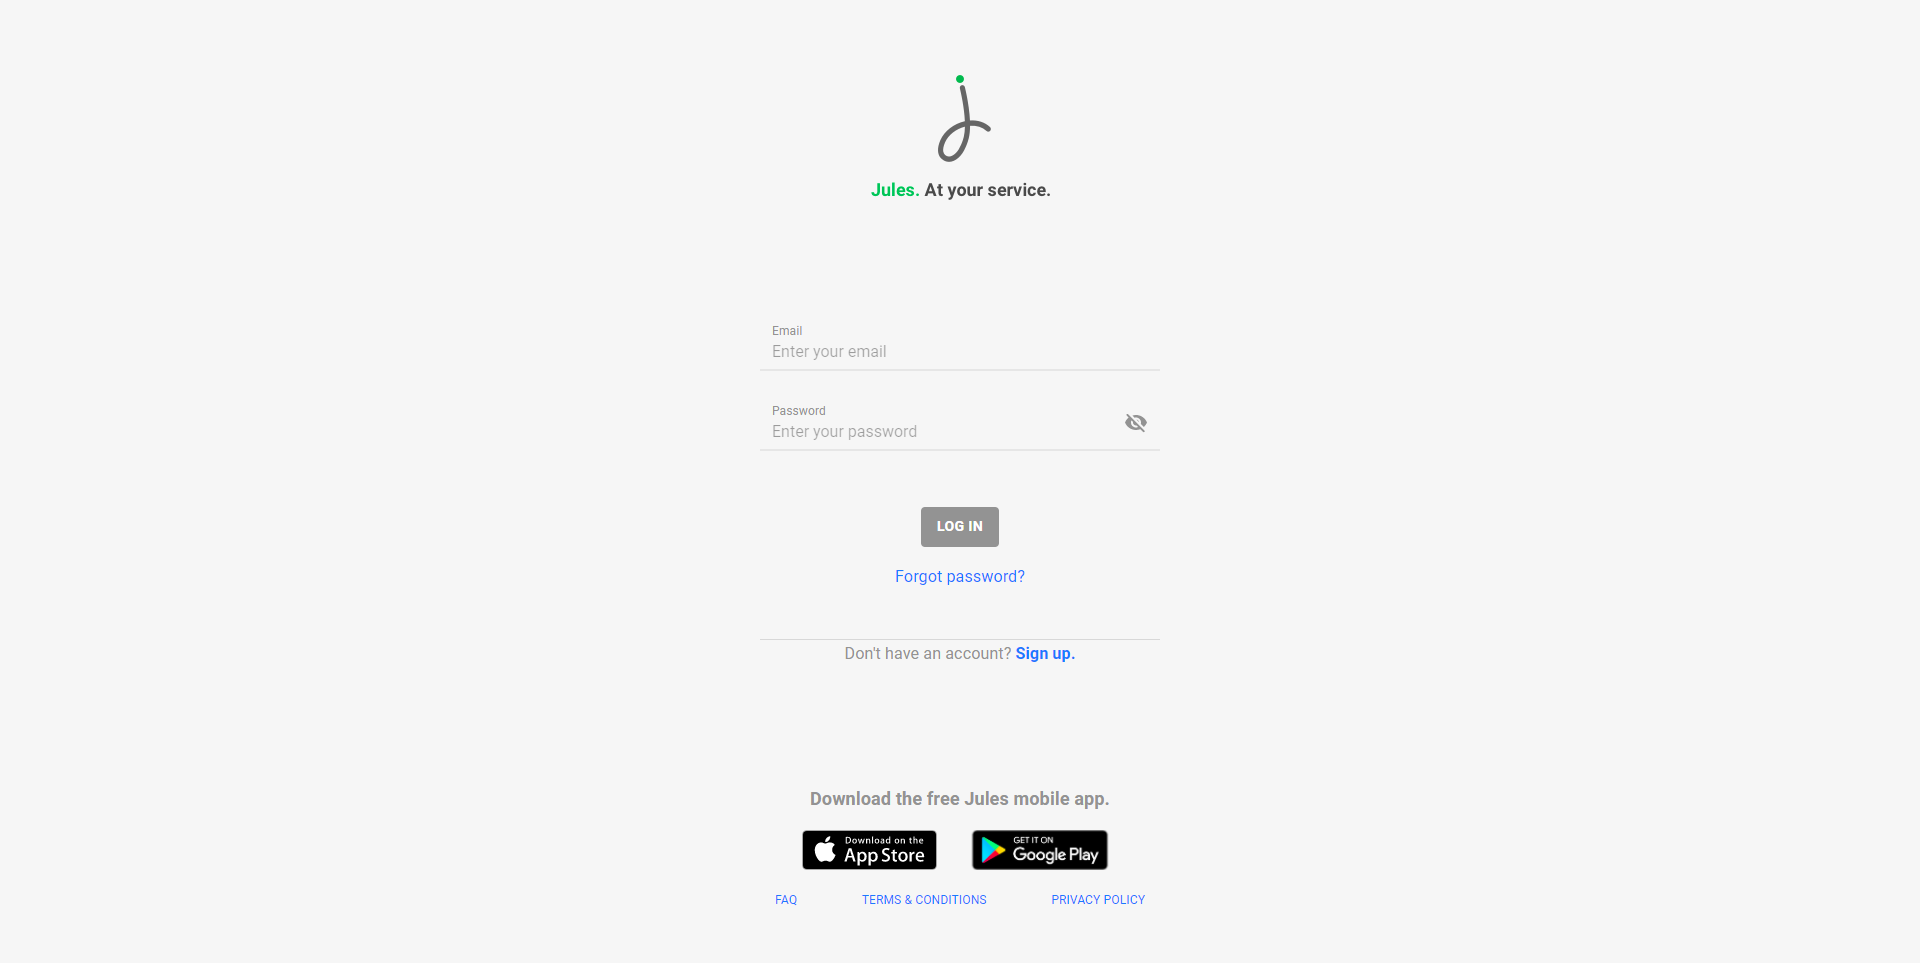 Jules. At your service.
Email
Enter your email
Password
Enter your password
LOG IN
Forgot password?
Don't have an account? Sign up.
Download the free Jules mobile app.
Download on the
App Store
GET IT ON
Google Play
FAQ
TERMS & CONDITIONS
PRIVACY POLICY